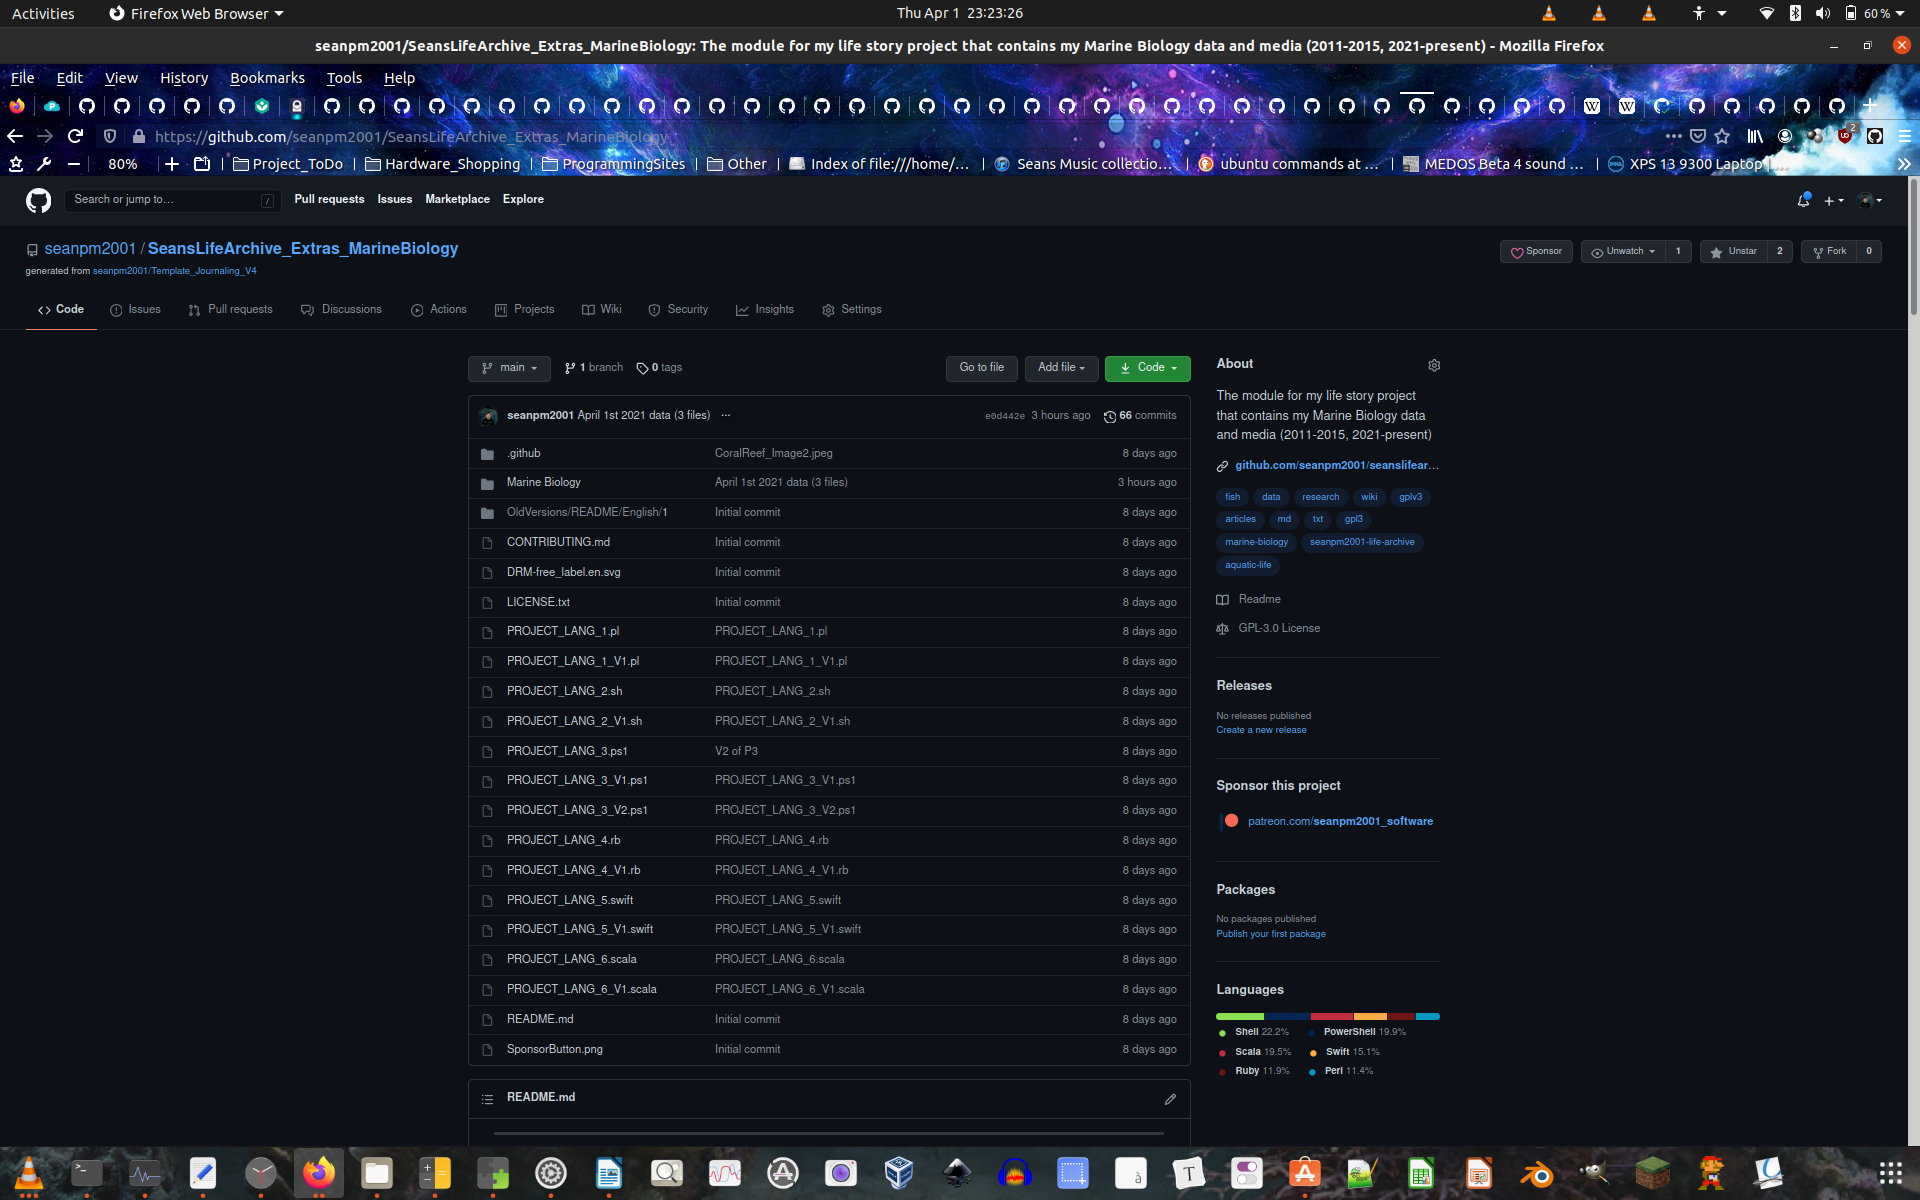 Activities Firefox Web Browser Thu Apr 1 23:23:26 60 %
seanpm2001/SeansLifeArchive_Extras_MarineBiology: The module for my life story project that contains my Marine Biology data and media (2011-2015, 2021-present) - Mozilla Firefox
File Edit View History Bookmarks Tools Help
https://github.com/seanpm2001/SeansLifeArchive_Extras_MarineBiology 2
80% Project_ToDo Hardware_Shopping ProgrammingSites Other Index of file:///home/... Seans Music collectio... ubuntu commands at ... MEDOS Beta 4 sound ... XPS 13 9300 Laptop |...
Search or jump to... / Pull requests Issues Marketplace Explore
seanpm2001 / SeansLifeArchive_Extras_MarineBiology Sponsor Unwatch 1 Unstar 2 Fork 0
generated from seanpm2001/Template_Journaling_V4
Code Issues Pull requests Discussions Actions Projects Wiki Security Insights Settings
main 1 branch 0 tags Go to file Add file Code
seanpm2001 April 1st 2021 data (3 files) ... e0d442e 3 hours ago 66 commits
.github CoralReef_Image2.jpeg 8 days ago
Marine Biology April 1st 2021 data (3 files) 3 hours ago
OldVersions/README/English/1 Initial commit 8 days ago
CONTRIBUTING.md Initial commit 8 days ago
DRM-free_label.en.svg Initial commit 8 days ago
LICENSE.txt Initial commit 8 days ago
PROJECT_LANG_1.pl PROJECT_LANG_1.pl 8 days ago
PROJECT_LANG_1_V1.pl PROJECT_LANG_1_V1.pl 8 days ago
PROJECT_LANG_2.sh PROJECT_LANG_2.sh 8 days ago
PROJECT_LANG_2_V1.sh PROJECT_LANG_2_V1.sh 8 days ago
PROJECT_LANG_3.ps1 V2 of P3 8 days ago
PROJECT_LANG_3_V1.ps1 PROJECT_LANG_3_V1.ps1 8 days ago
PROJECT_LANG_3_V2.ps1 PROJECT_LANG_3_V2.ps1 8 days ago
PROJECT_LANG_4.rb PROJECT_LANG_4.rb 8 days ago
PROJECT_LANG_4_V1.rb PROJECT_LANG_4_V1.rb 8 days ago
PROJECT_LANG_5.swift PROJECT_LANG_5.swift 8 days ago
PROJECT_LANG_5_V1.swift PROJECT_LANG_5_V1.swift 8 days ago
PROJECT_LANG_6.scala PROJECT_LANG_6.scala 8 days ago
PROJECT_LANG_6_V1.scala PROJECT_LANG_6_V1.scala 8 days ago
README.md Initial commit 8 days ago
SponsorButton.png Initial commit 8 days ago
README.md
About
The module for my life story project
that contains my Marine Biology data
and media (2011-2015, 2021-present)
github.com/seanpm2001/seanslifear...
fish data research wiki gplv3
articles md txt gpl3
marine-biology seanpm2001-life-archive
aquatic-life
Readme
GPL-3.0 License
Releases
No releases published
Create a new release
Sponsor this project
patreon.com/seanpm2001_software
Packages
No packages published
Publish your first package
Languages
Shell 22.2% PowerShell 19.9%
Scala 19.5% Swift 15.1%
Ruby 11.9% Perl 11.4%